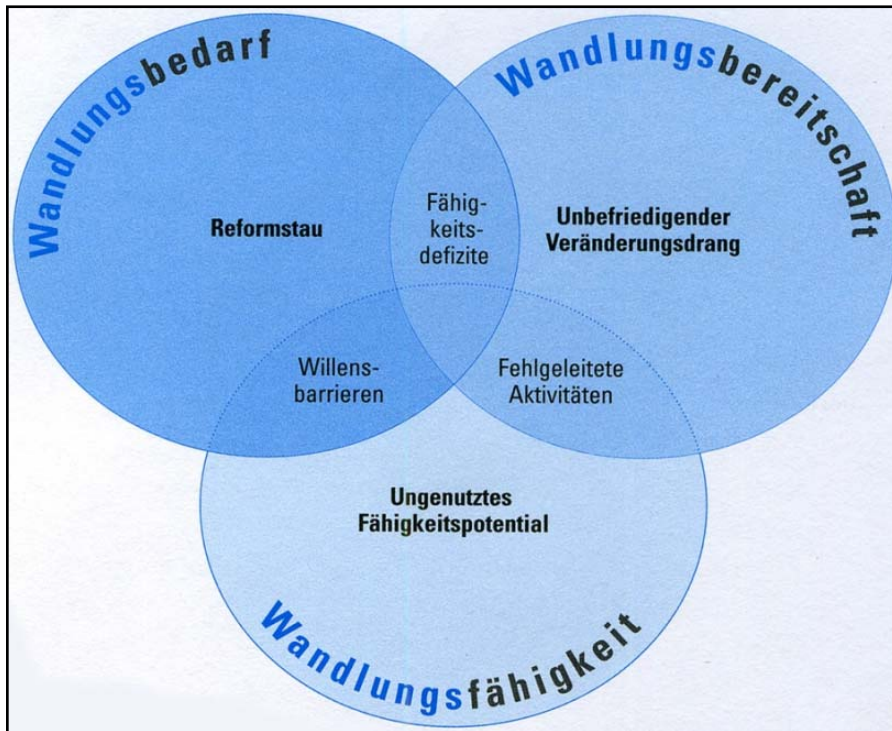 Wandlungsbedarf
Wandlungsbereitschaft
Reformstau
Fähig-
keits-
defizite
Unbefriedigender
Veränderungsdrang
Willens-
barrieren
Fehlgeleitete
Aktivitäten
Ungenutztes
Fähigkeitspotential
Wandlungsfähigkeit